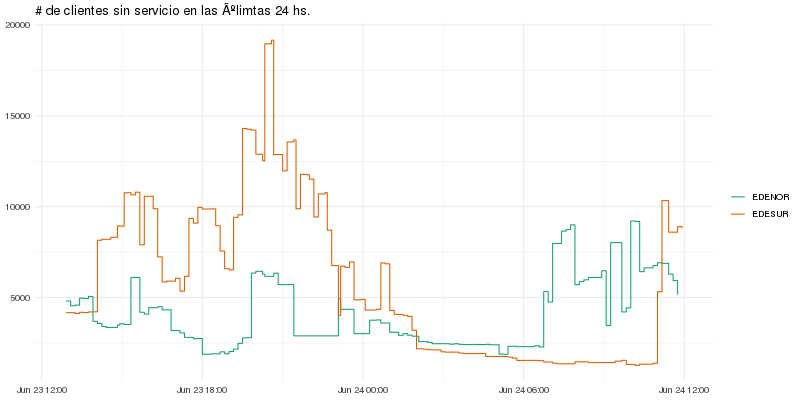 # de clientes sin servicio en las Ãºlimtas 24 hs.
20000
15000
10000
5000
Jun 23 12:00
Jun 23 18:00
Jun 24 00:00
Jun 24 06:00
Jun 24 12:00
EDENOR
EDESUR